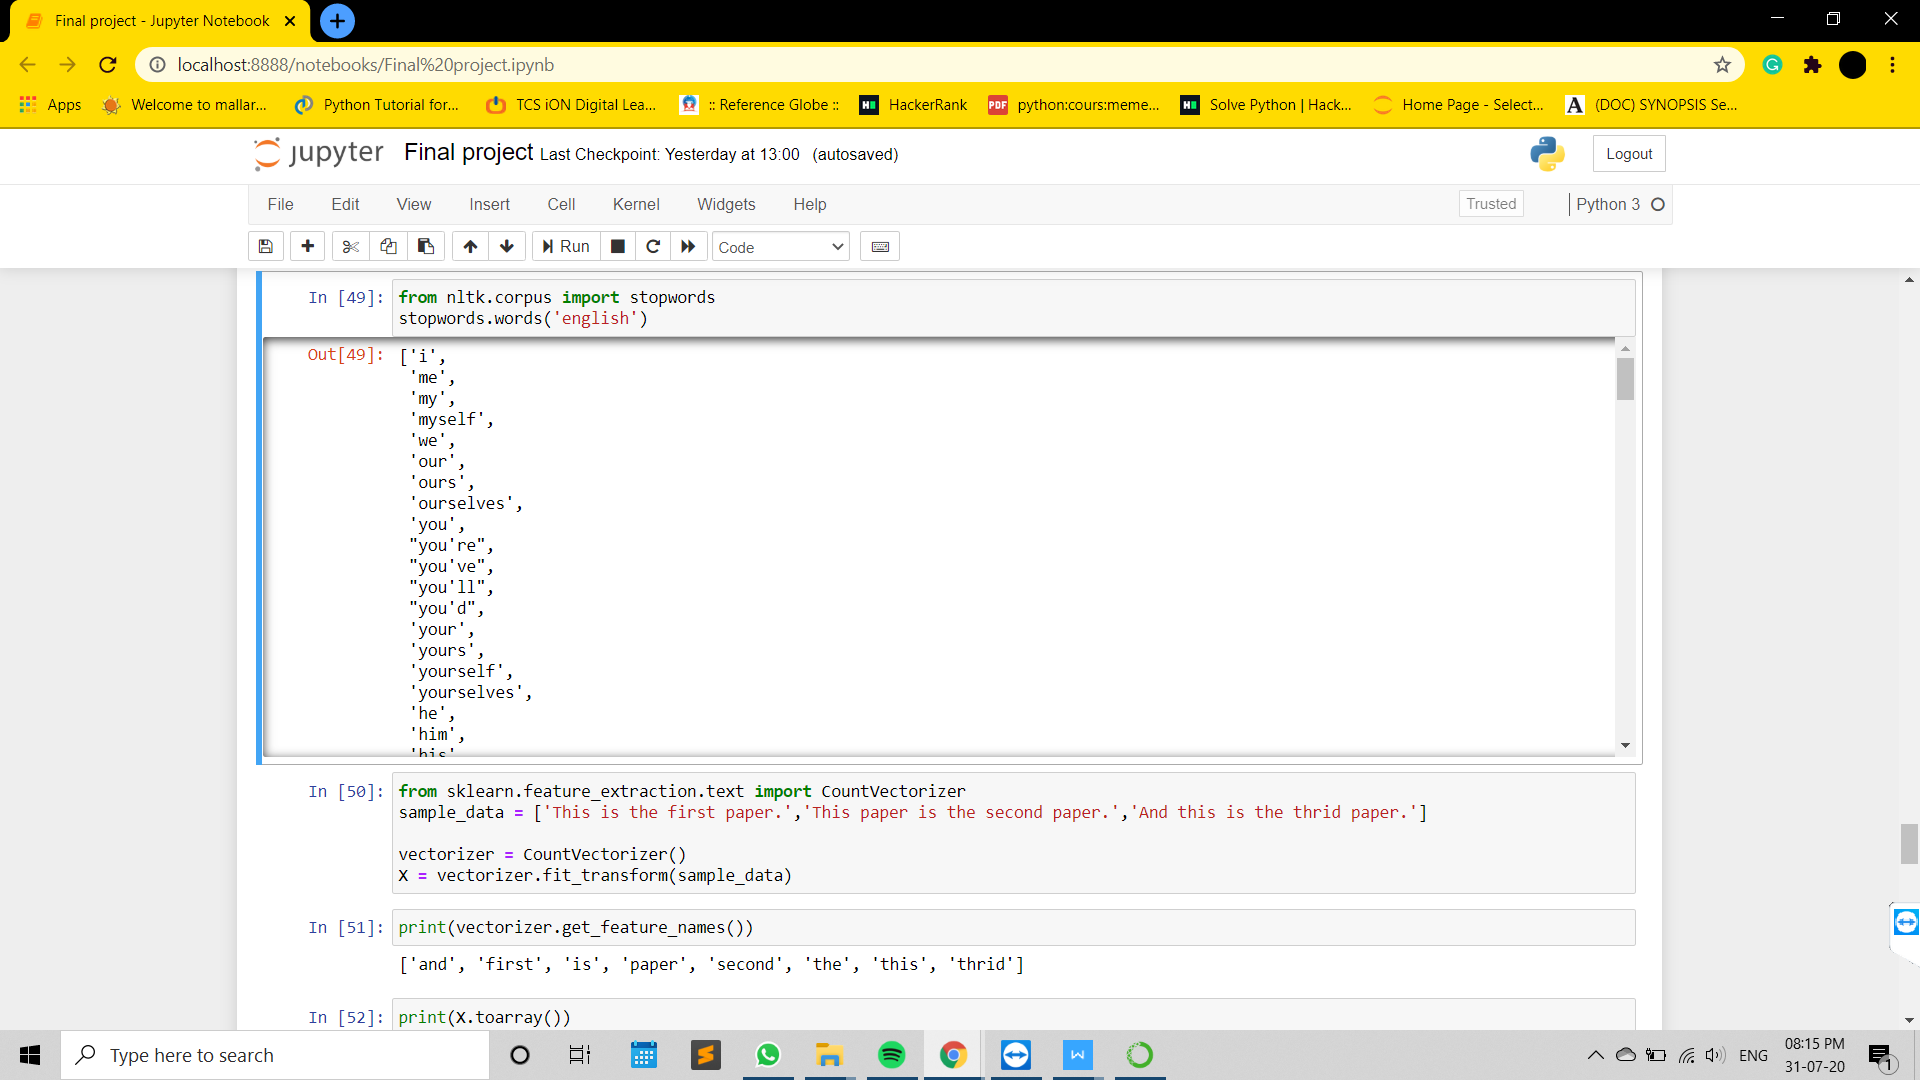 Final project - Jupyter Notebook
localhost:8888/notebooks/Final%20project.ipynb
Apps
Welcome to mallar...
Python Tutorial for...
TCS iON Digital Lea...
:: Reference Globe ::
HackerRank
PDF
python:cours:meme...
Solve Python | Hack...
Home Page - Select...
A
(DOC) SYNOPSIS Se...
jupyter Final project Last Checkpoint: Yesterday at 13:00 (autosaved)
Logout
File Edit View Insert Cell Kernel Widgets Help
Trusted
Python 3
Run
Code
In [49]: from nltk.corpus import stopwords
stopwords.words('english')
Out[49]: ['i',
'me',
'my',
'myself',
'we',
'our',
'ours',
'ourselves',
'you',
"you're",
"you've",
"you'll",
"you'd",
'your',
'yours',
'yourself',
'yourselves',
'he',
'him',
'his'
In [50]: from sklearn.feature_extraction.text import CountVectorizer
sample_data = ['This is the first paper.','This paper is the second paper.','And this is the thrid paper.']
vectorizer = CountVectorizer()
X = vectorizer.fit_transform(sample_data)
In [51]: print(vectorizer.get_feature_names())
['and', 'first', 'is', 'paper', 'second', 'the', 'this', 'thrid']
In [52]: print(X.toarray())
Type here to search
ENG
08:15 PM
31-07-20
1